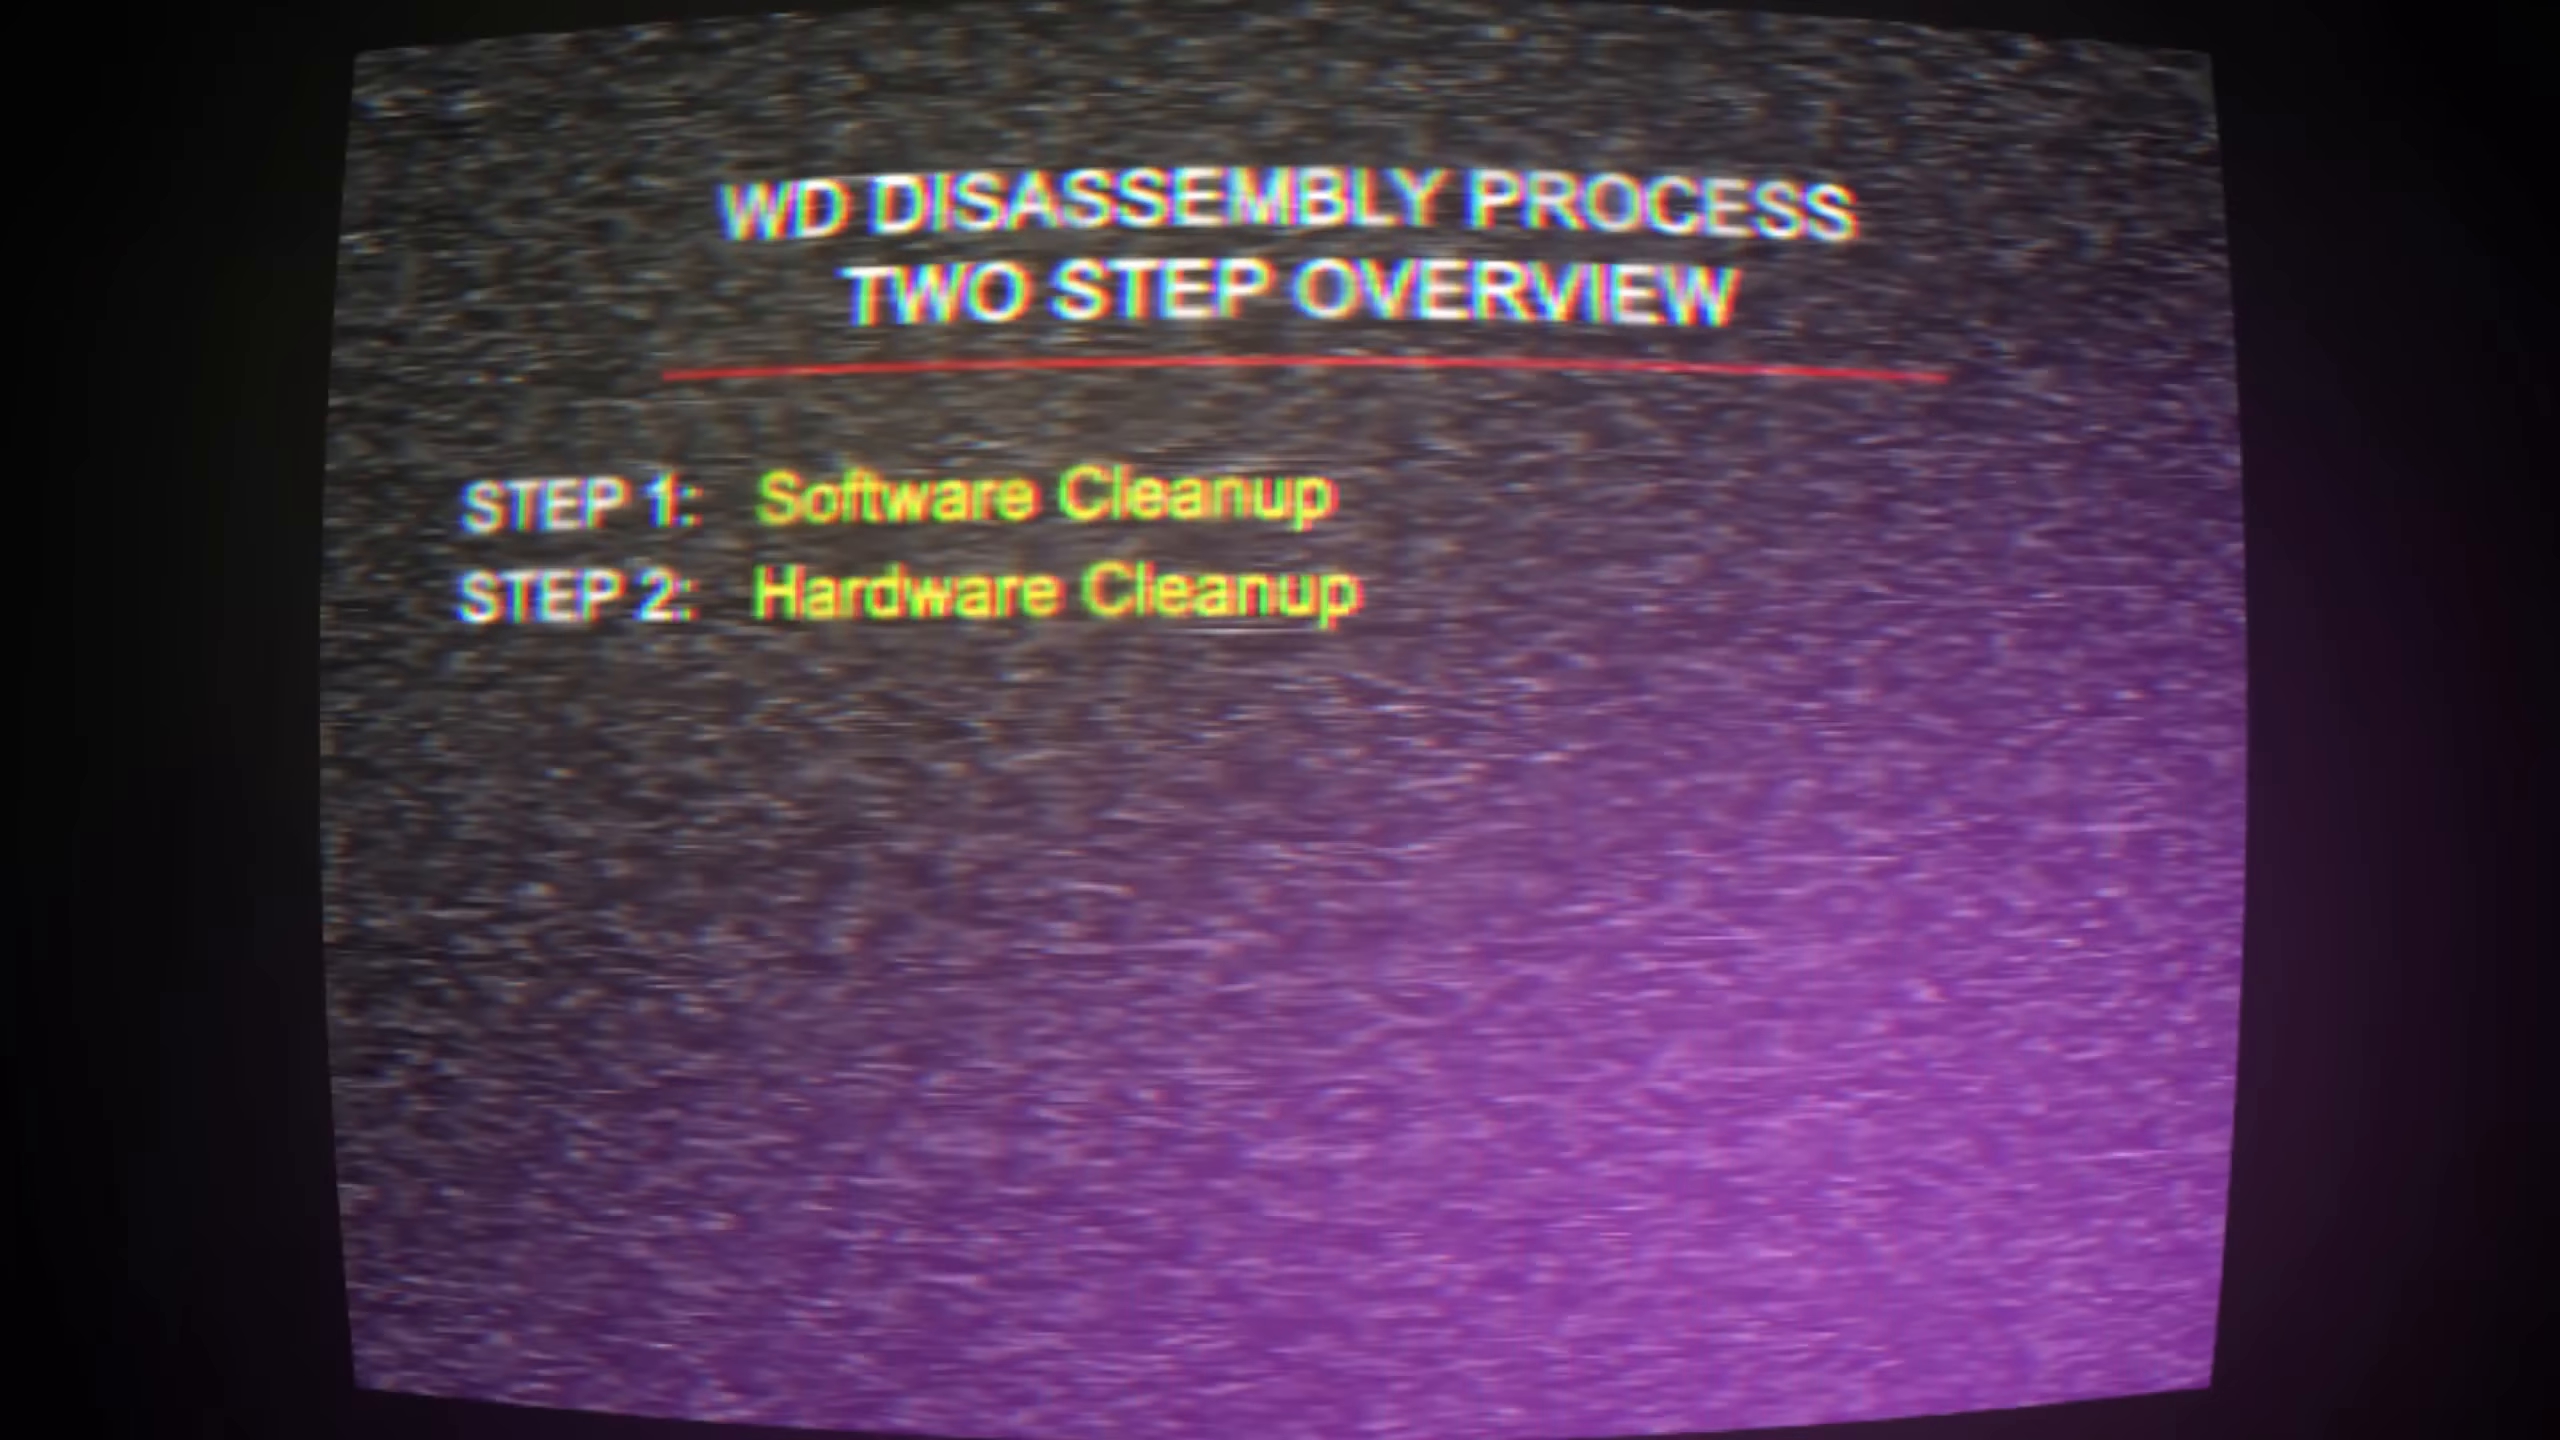 WD DISASSEMBLY PROCESS
TWO STEP OVERVIEW
STEP 1: Software Cleanup
STEP 2: Hardware Cleanup